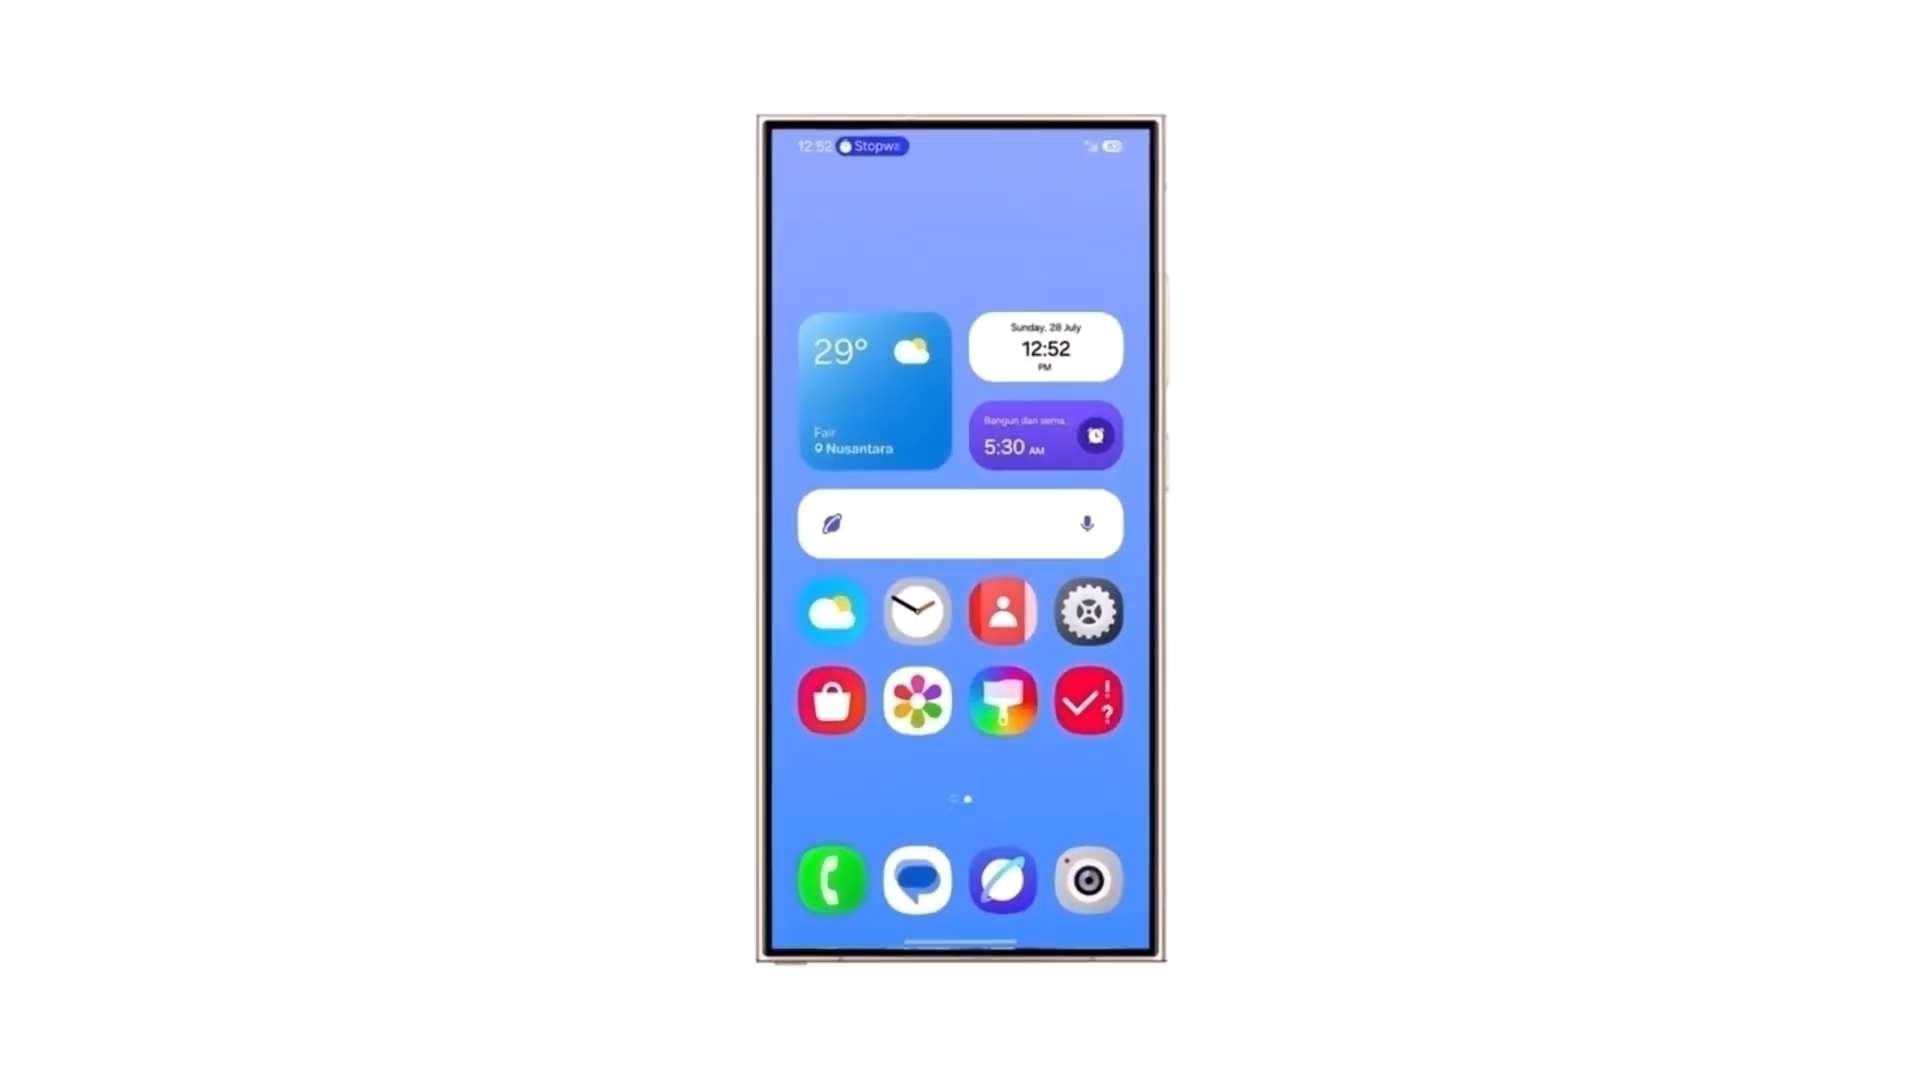 12:52 Stopwa
29°
Fair
Nusantara
Sunday, 28 July
12:52
PM
Bangun dan sema...
5:30 AM
! ?